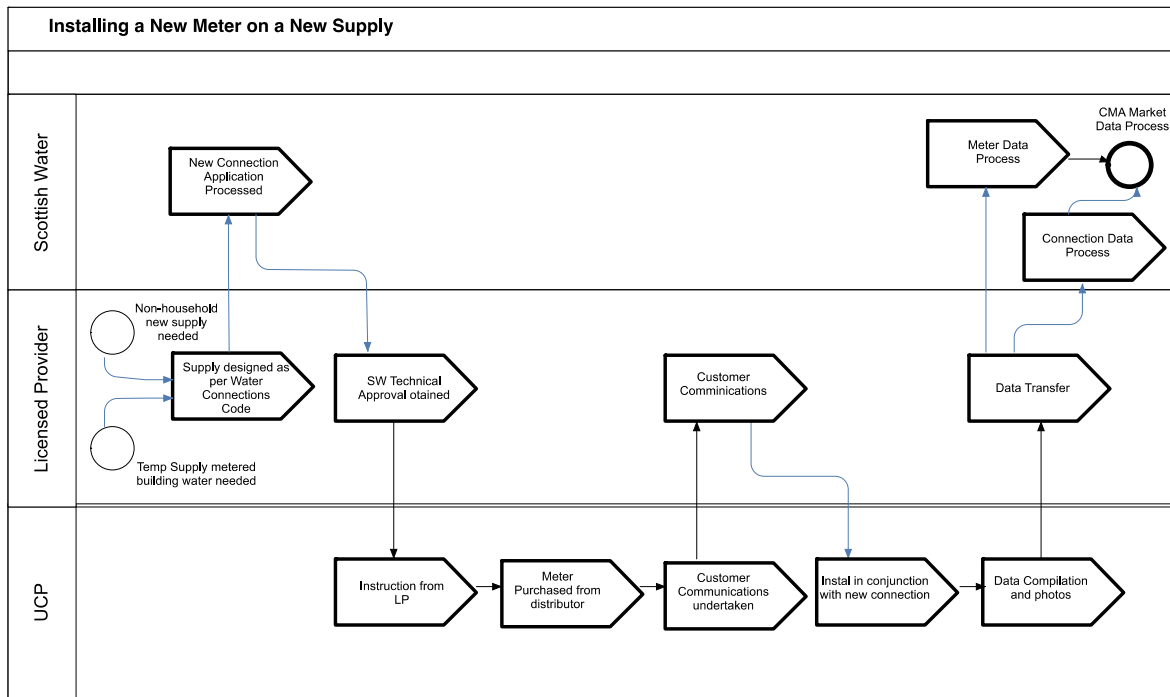 Installing a New Meter on a New Supply
Scottish Water
New Connection
Application
Processed
Meter Data
Process
CMA Market
Data Process
Connection Data
Process
Licensed Provider
Non-household
new supply
needed
Supply designed as
per Water
Connections
Code
Temp Supply metered
building water needed
SW Technical
Approval otained
Customer
Comminications
Data Transfer
UCP
Instruction from
LP
Meter
Purchased from
distributor
Customer
Communications
undertaken
Instal in conjunction
with new connection
Data Compilation
and photos